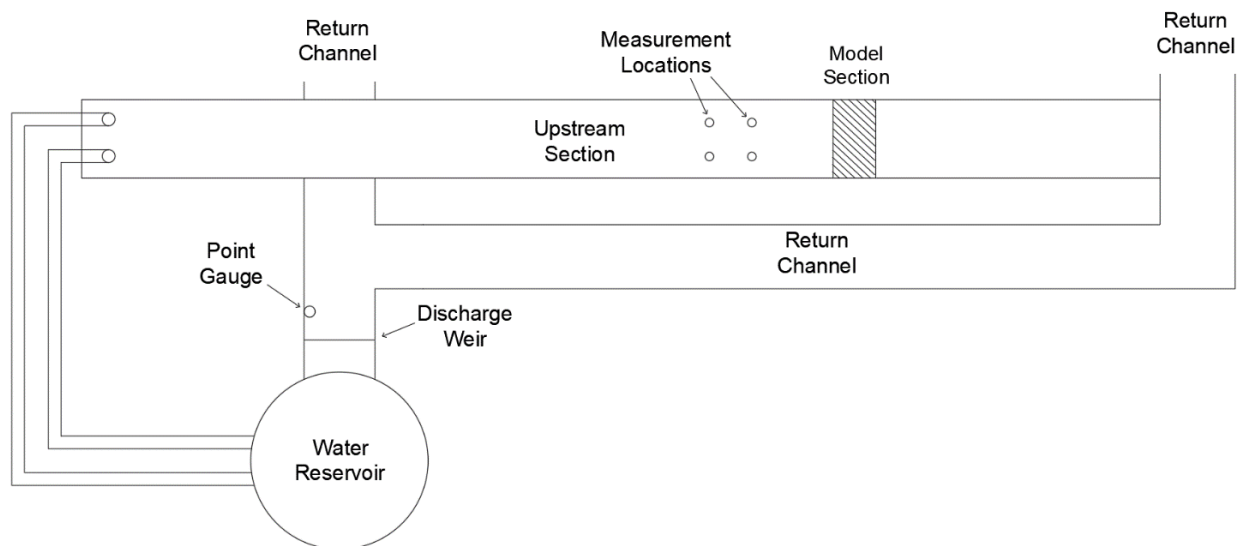 Return
Channel
Return
Channel
Measurement
Locations
Model
Section
Upstream
Section
Point
Gauge
Return
Channel
Discharge
Weir
Water
Reservoir